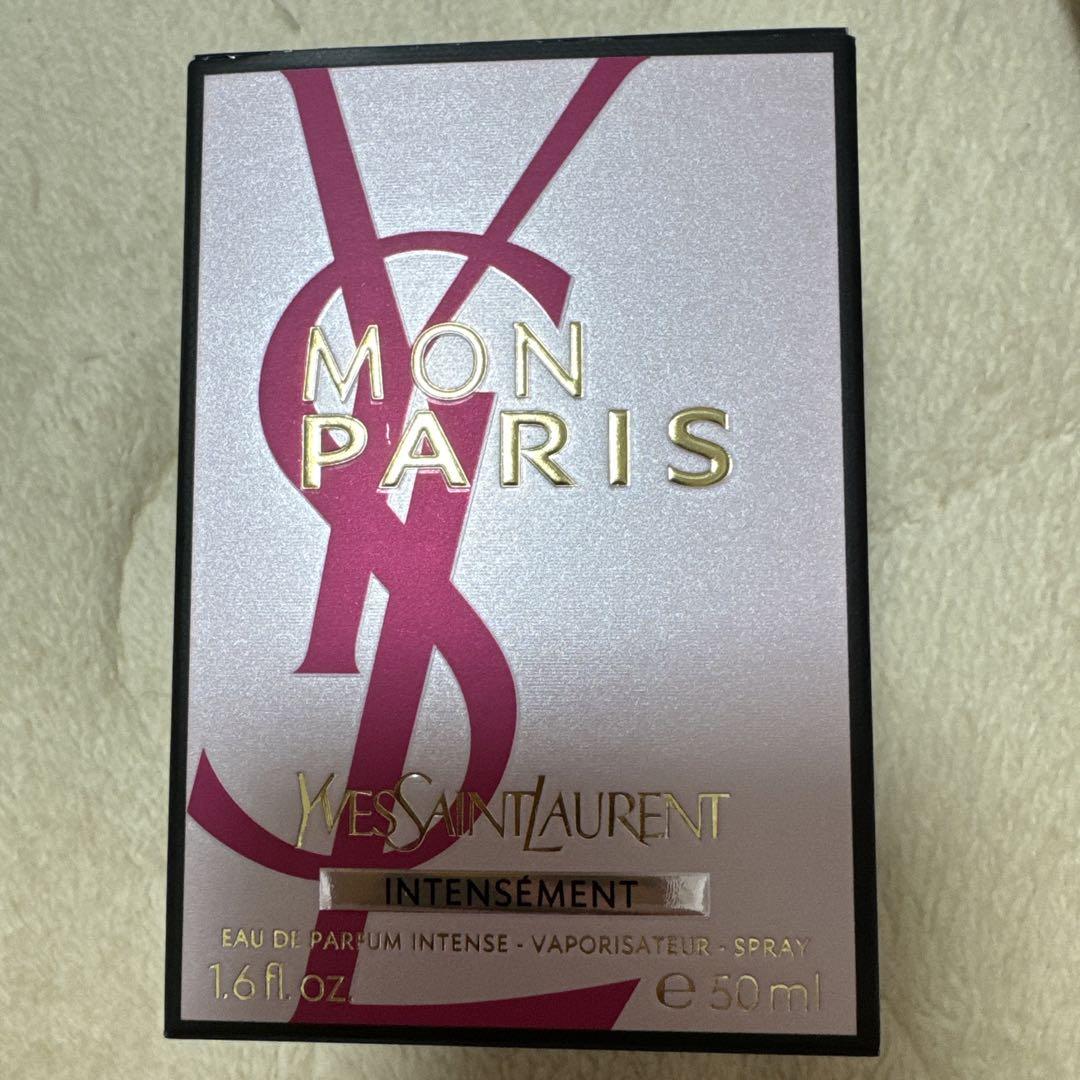 YSL
MON
PARIS
YVESSAINTLAURENT
INTENSÉMENT
EAU DE PARFUM INTENSE - VAPORISATEUR - SPRAY
1.6 fl. oz. e 50 ml